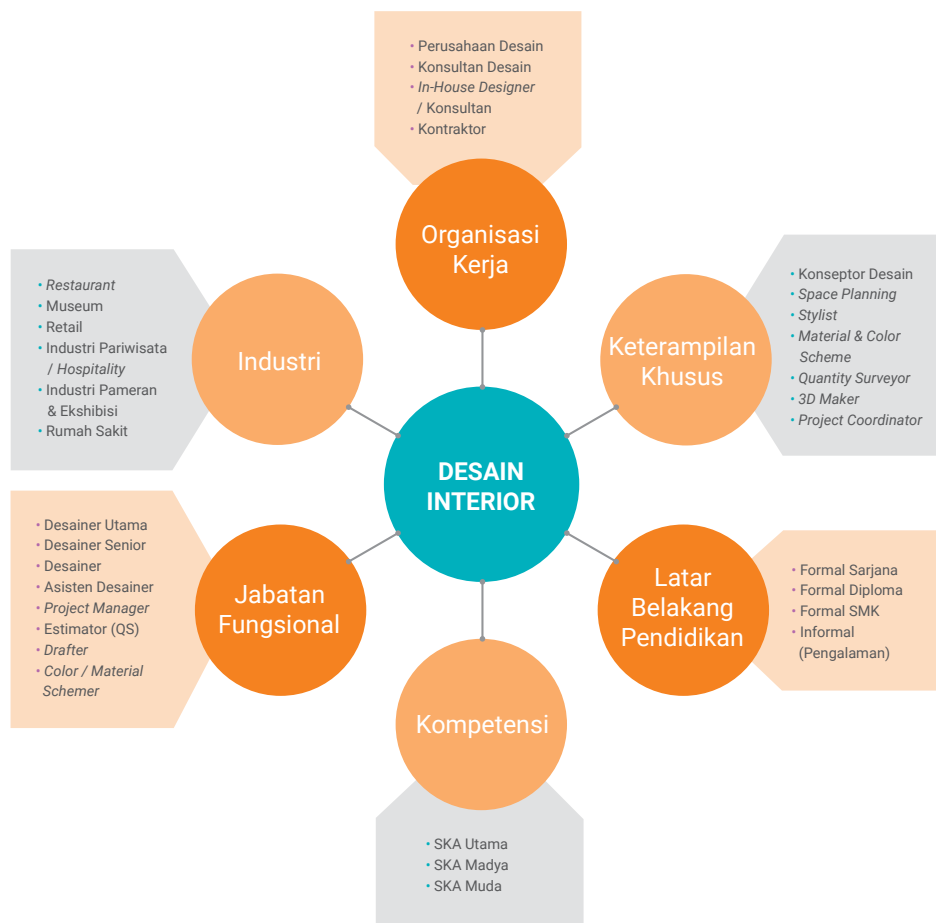 • Perusahaan Desain
• Konsultan Desain
• In-House Designer
/ Konsultan
• Kontraktor
Organisasi
Kerja
• Restaurant
• Museum
• Retail
• Industri Pariwisata
/ Hospitality
• Industri Pameran
& Ekshibisi
• Rumah Sakit
Industri
Keterampilan
Khusus
• Konseptor Desain
• Space Planning
• Stylist
• Material & Color
Scheme
• Quantity Surveyor
• 3D Maker
• Project Coordinator
DESAIN
INTERIOR
• Desainer Utama
• Desainer Senior
• Desainer
• Asisten Desainer
• Project Manager
• Estimator (QS)
• Drafter
• Color / Material
Schemer
Jabatan
Fungsional
Latar
Belakang
Pendidikan
• Formal Sarjana
• Formal Diploma
• Formal SMK
• Informal
(Pengalaman)
Kompetensi
• SKA Utama
• SKA Madya
• SKA Muda